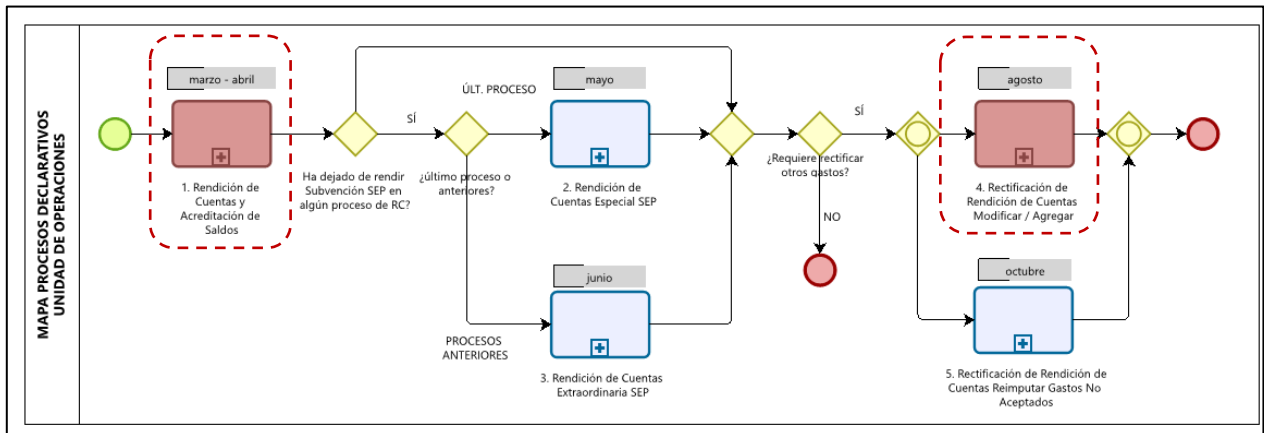 MAPA PROCESOS DECLARATIVOS
UNIDAD DE OPERACIONES
marzo - abril
1. Rendición de
Cuentas y
Acreditación de
Saldos
Ha dejado de rendir
Subvención SEP en
algún proceso de RC?
SÍ
¿último proceso o
anteriores?
ÚLT. PROCESO
mayo
2. Rendición de
Cuentas Especial SEP
PROCESOS
ANTERIORES
junio
3. Rendición de Cuentas
Extraordinaria SEP
¿Requiere rectificar
otros gastos?
SÍ
NO
agosto
4. Rectificación de
Rendición de Cuentas
Modificar / Agregar
octubre
5. Rectificación de Rendición de
Cuentas Reimputar Gastos No
Aceptados